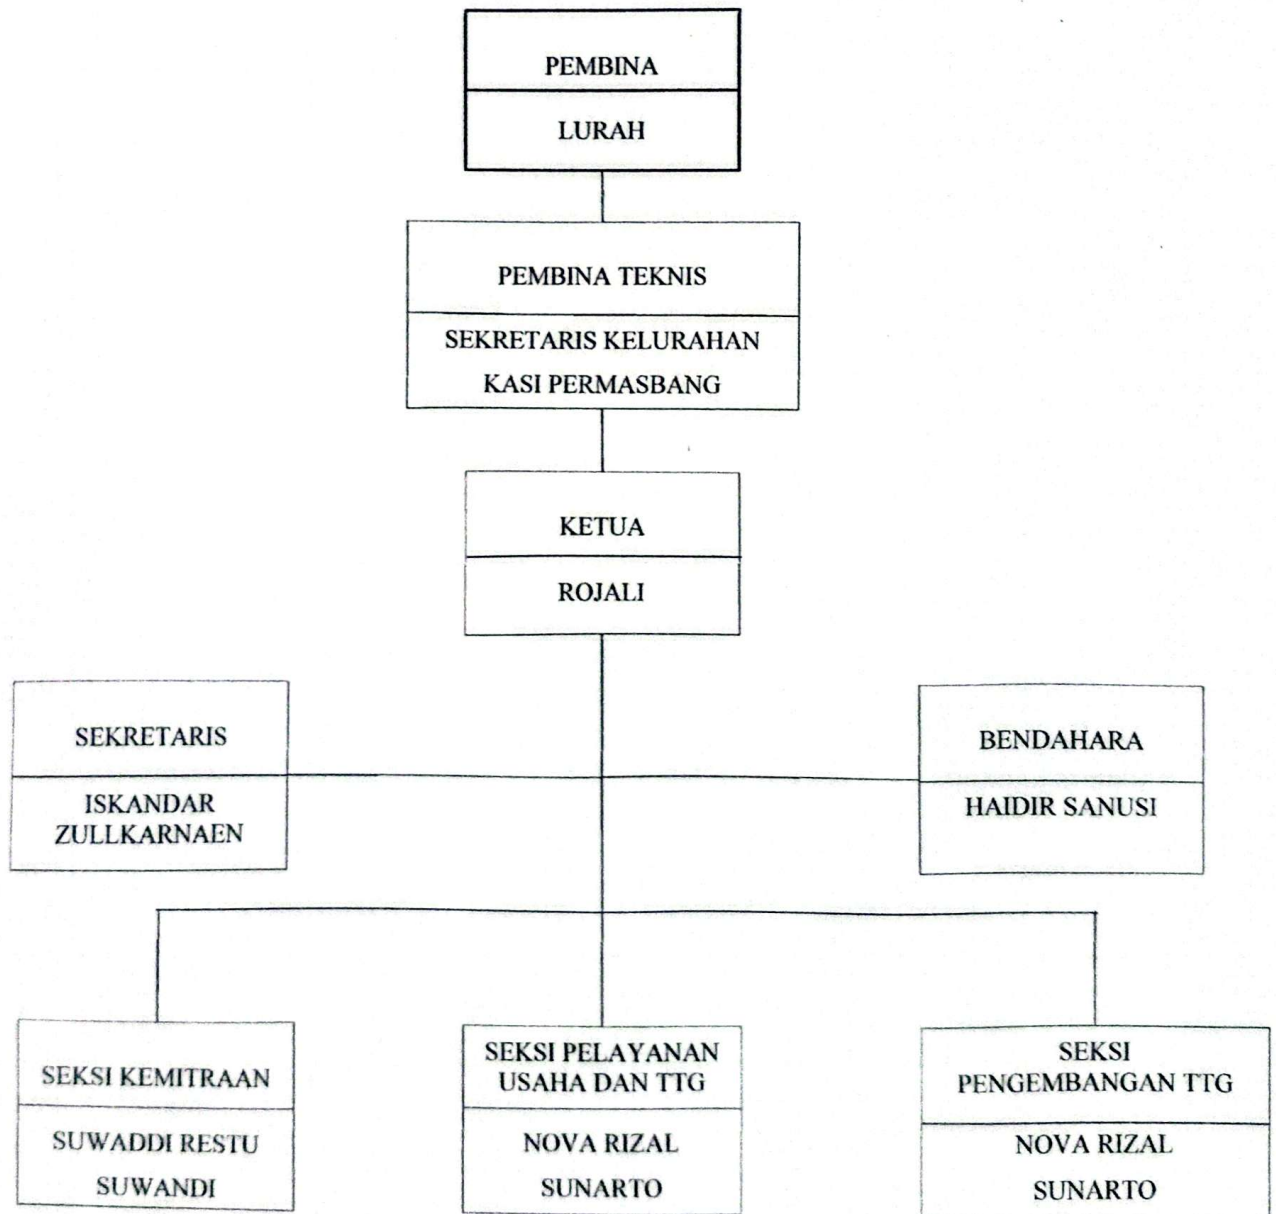 PEMBINA
LURAH
PEMBINA TEKNIS
SEKRETARIS KELURAHAN
KASI PERMASBANG
KETUA
ROJALI
SEKRETARIS
ISKANDAR
ZULLKARNAEN
BENDAHARA
HAIDIR SANUSI
SEKSI KEMITRAAN
SUWADDI RESTU
SUWANDI
SEKSI PELAYANAN
USAHA DAN TTG
NOVA RIZAL
SUNARTO
SEKSI
PENGEMBANGAN TTG
NOVA RIZAL
SUNARTO